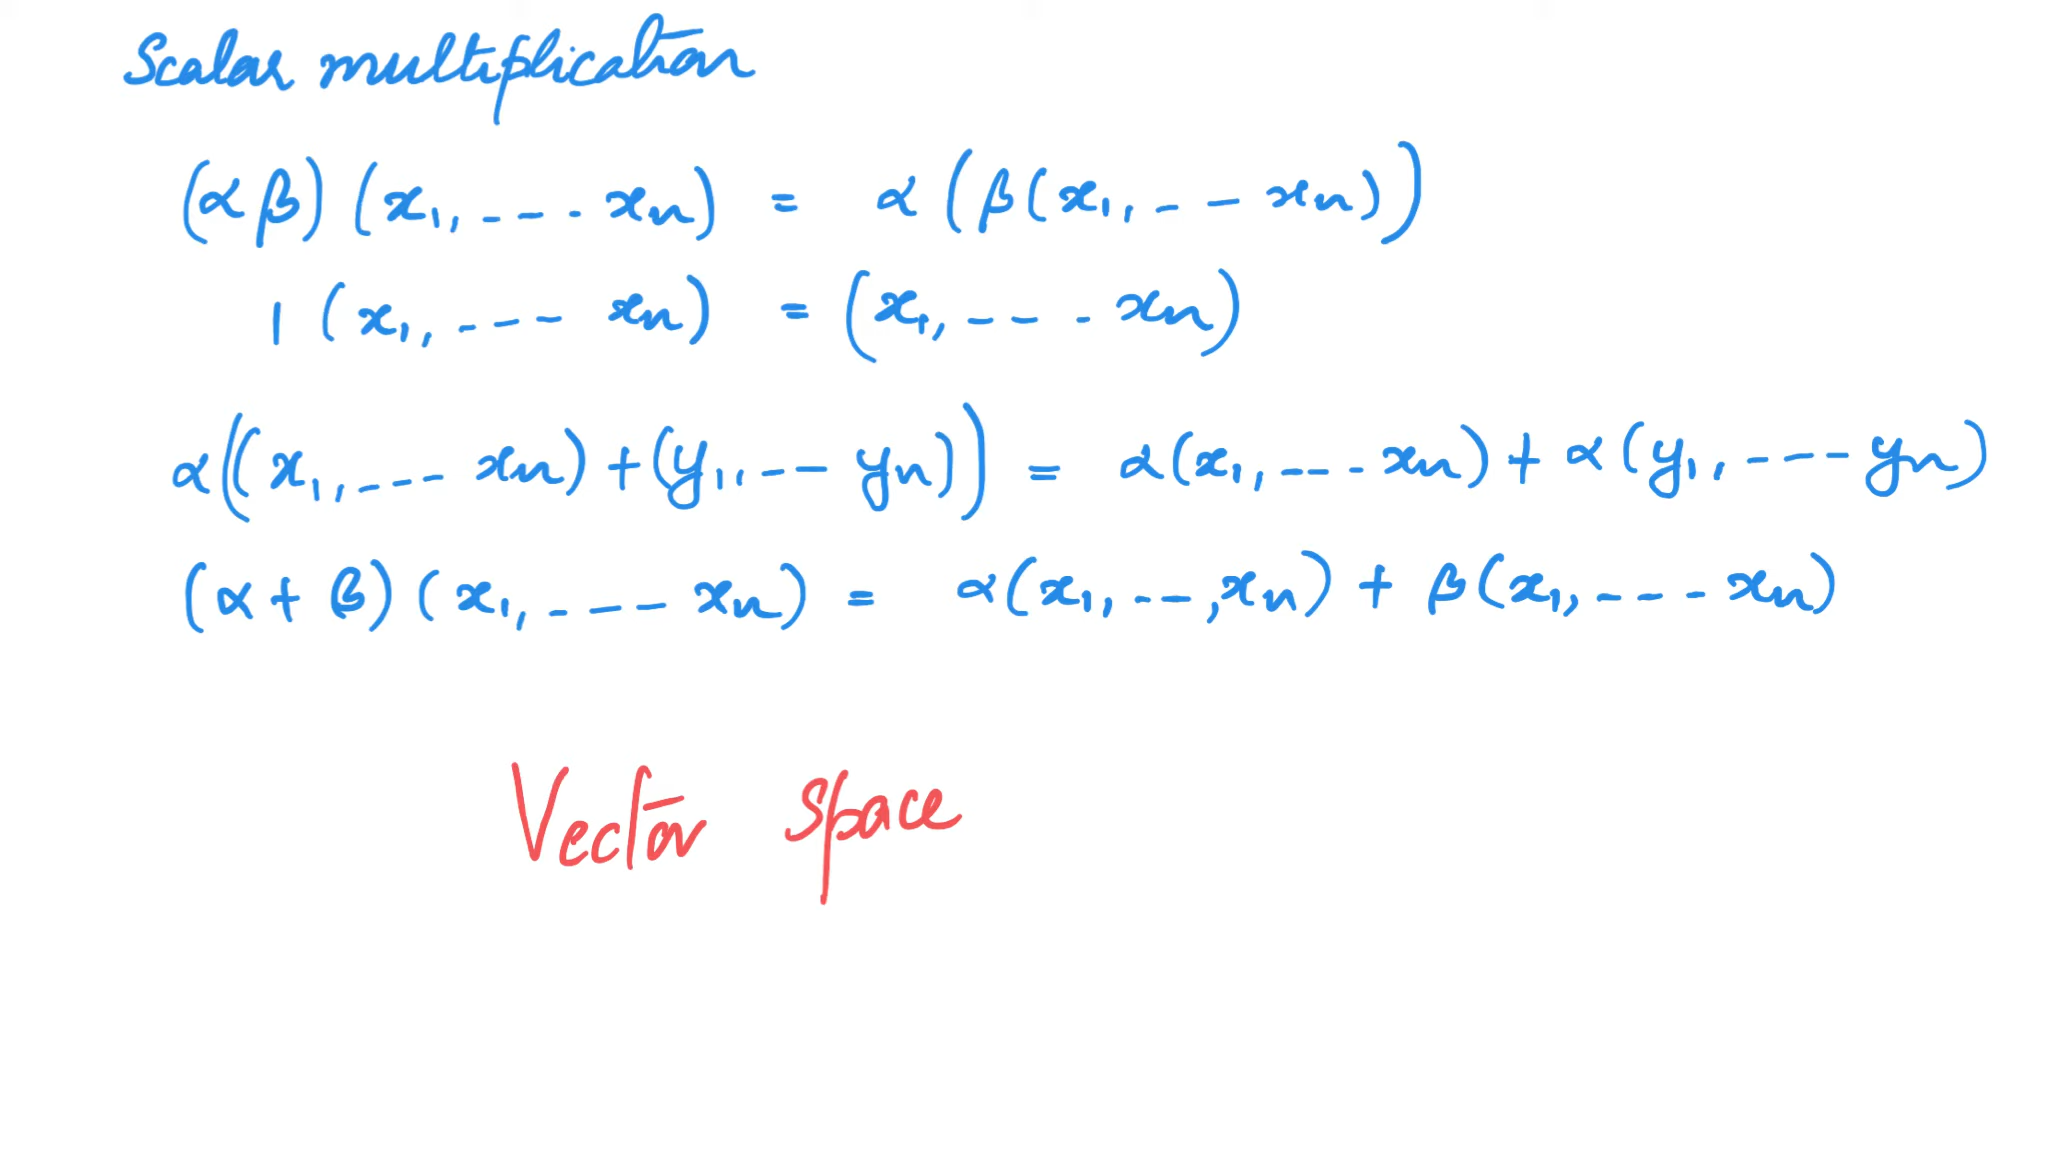 Scalar multiplication
(αβ) (x₁, - - - - xₙ) = α (β(x₁, - - xₙ))
1 (x₁, - - - - xₙ) = (x₁, - - - xₙ)
α((x₁, - - - - xₙ) + (y₁, - - yₙ)) = α(x₁, - - - xₙ) + α(y₁, - - - yₙ)
(α + β) (x₁, - - - xₙ) = α(x₁, - - , xₙ) + β(x₁, - - - xₙ)
Vector space